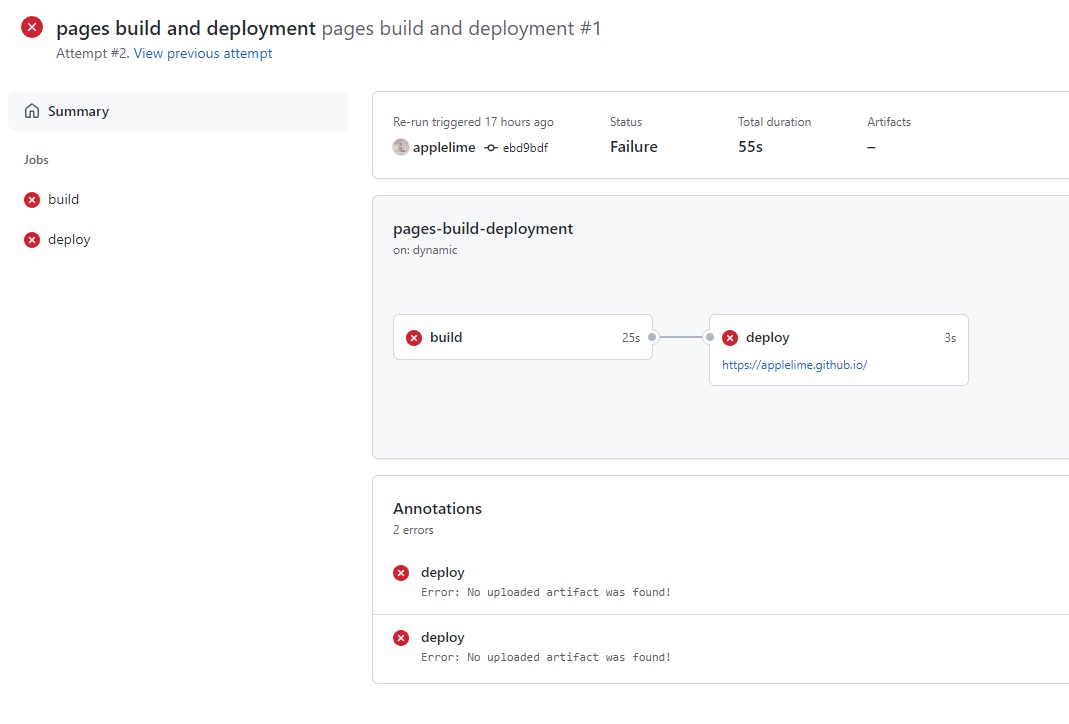 pages build and deployment pages build and deployment #1
Attempt #2. View previous attempt
Summary
Jobs
build
deploy
Re-run triggered 17 hours ago
applelime ebd9bdf
Status
Failure
Total duration
55s
Artifacts
–
pages-build-deployment
on: dynamic
build 25s
deploy 3s
https://applelime.github.io/
Annotations
2 errors
deploy
Error: No uploaded artifact was found!
deploy
Error: No uploaded artifact was found!